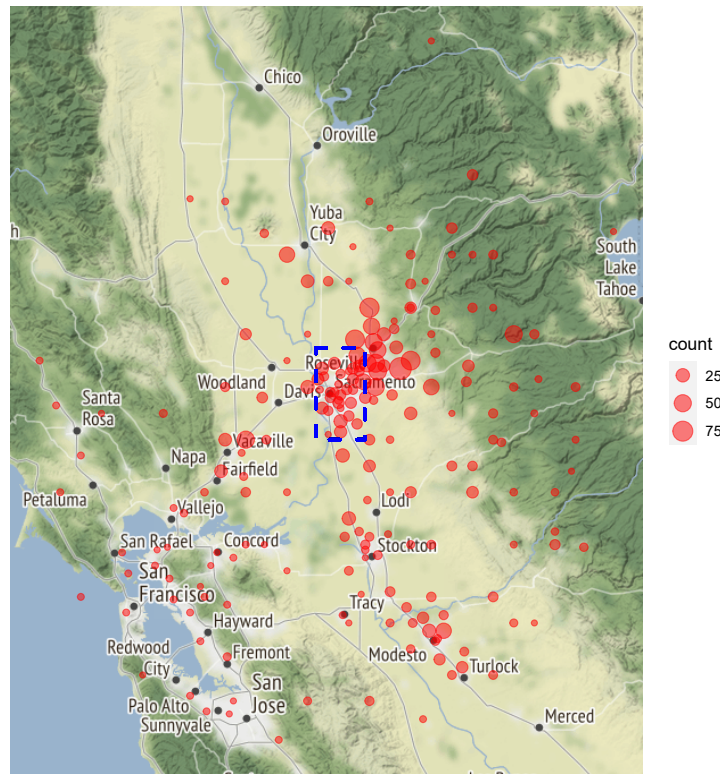 Chico
Oroville
Yuba
City
h
South
Lake
Tahoe
count
Roseville
25
Woodland
Sacramento
Davis
50
Santa
Rosa
75
Vacaville
Napa
Fairfield
Petaluma
Lodi
Vallejo
San Rafael
Concord
Stockton
San
Francisco
Tracy
Hayward
Redwood
City
Fremont
Modesto
Turlock
San
Jose
Palo Alto
Sunnyvale
Merced